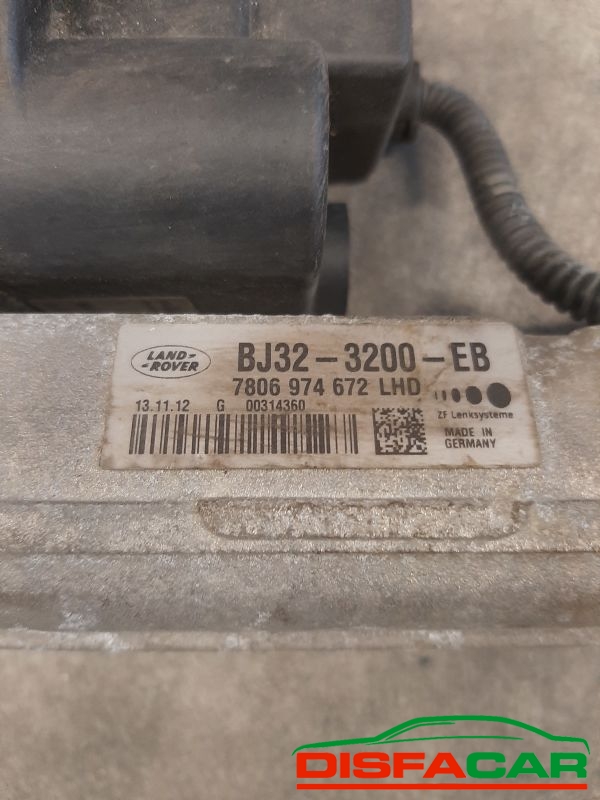 LAND-
-ROVER
BJ32-3200-EB
7806 974 672 LHD
13.11.12 G 00314360
ZF Lenksysteme
MADE IN
GERMANY
DISFACAR